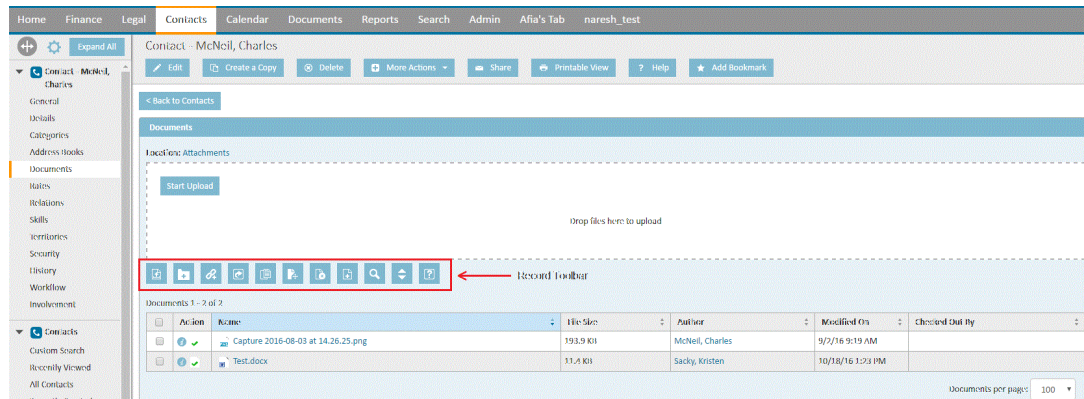 Home Finance Legal Contacts Calendar Documents Reports Search Admin Afia's Tab naresh_test
Expand All
Contact - McNeil, Charles
Edit Create a Copy Delete More Actions Share Printable View ? Help Add Bookmark
Contact - McNeil,
Charles
General
Details
Categories
Address Books
Documents
Rates
Relations
Skills
Territories
Security
History
Workflow
Involvement
Contacts
Custom Search
Recently Viewed
All Contacts
< Back to Contacts
Documents
Location: Attachments
Start Upload
Drop files here to upload
Record Toolbar
Documents 1 - 2 of 2
Action Name File Size Author Modified On Checked Out By
Capture 2016-08-03 at 14.26.25.png 193.9 KB McNeil, Charles 9/2/16 9:19 AM
Test.docx 11.4 KB Sacky, Kristen 10/18/16 1:23 PM
Documents per page: 100